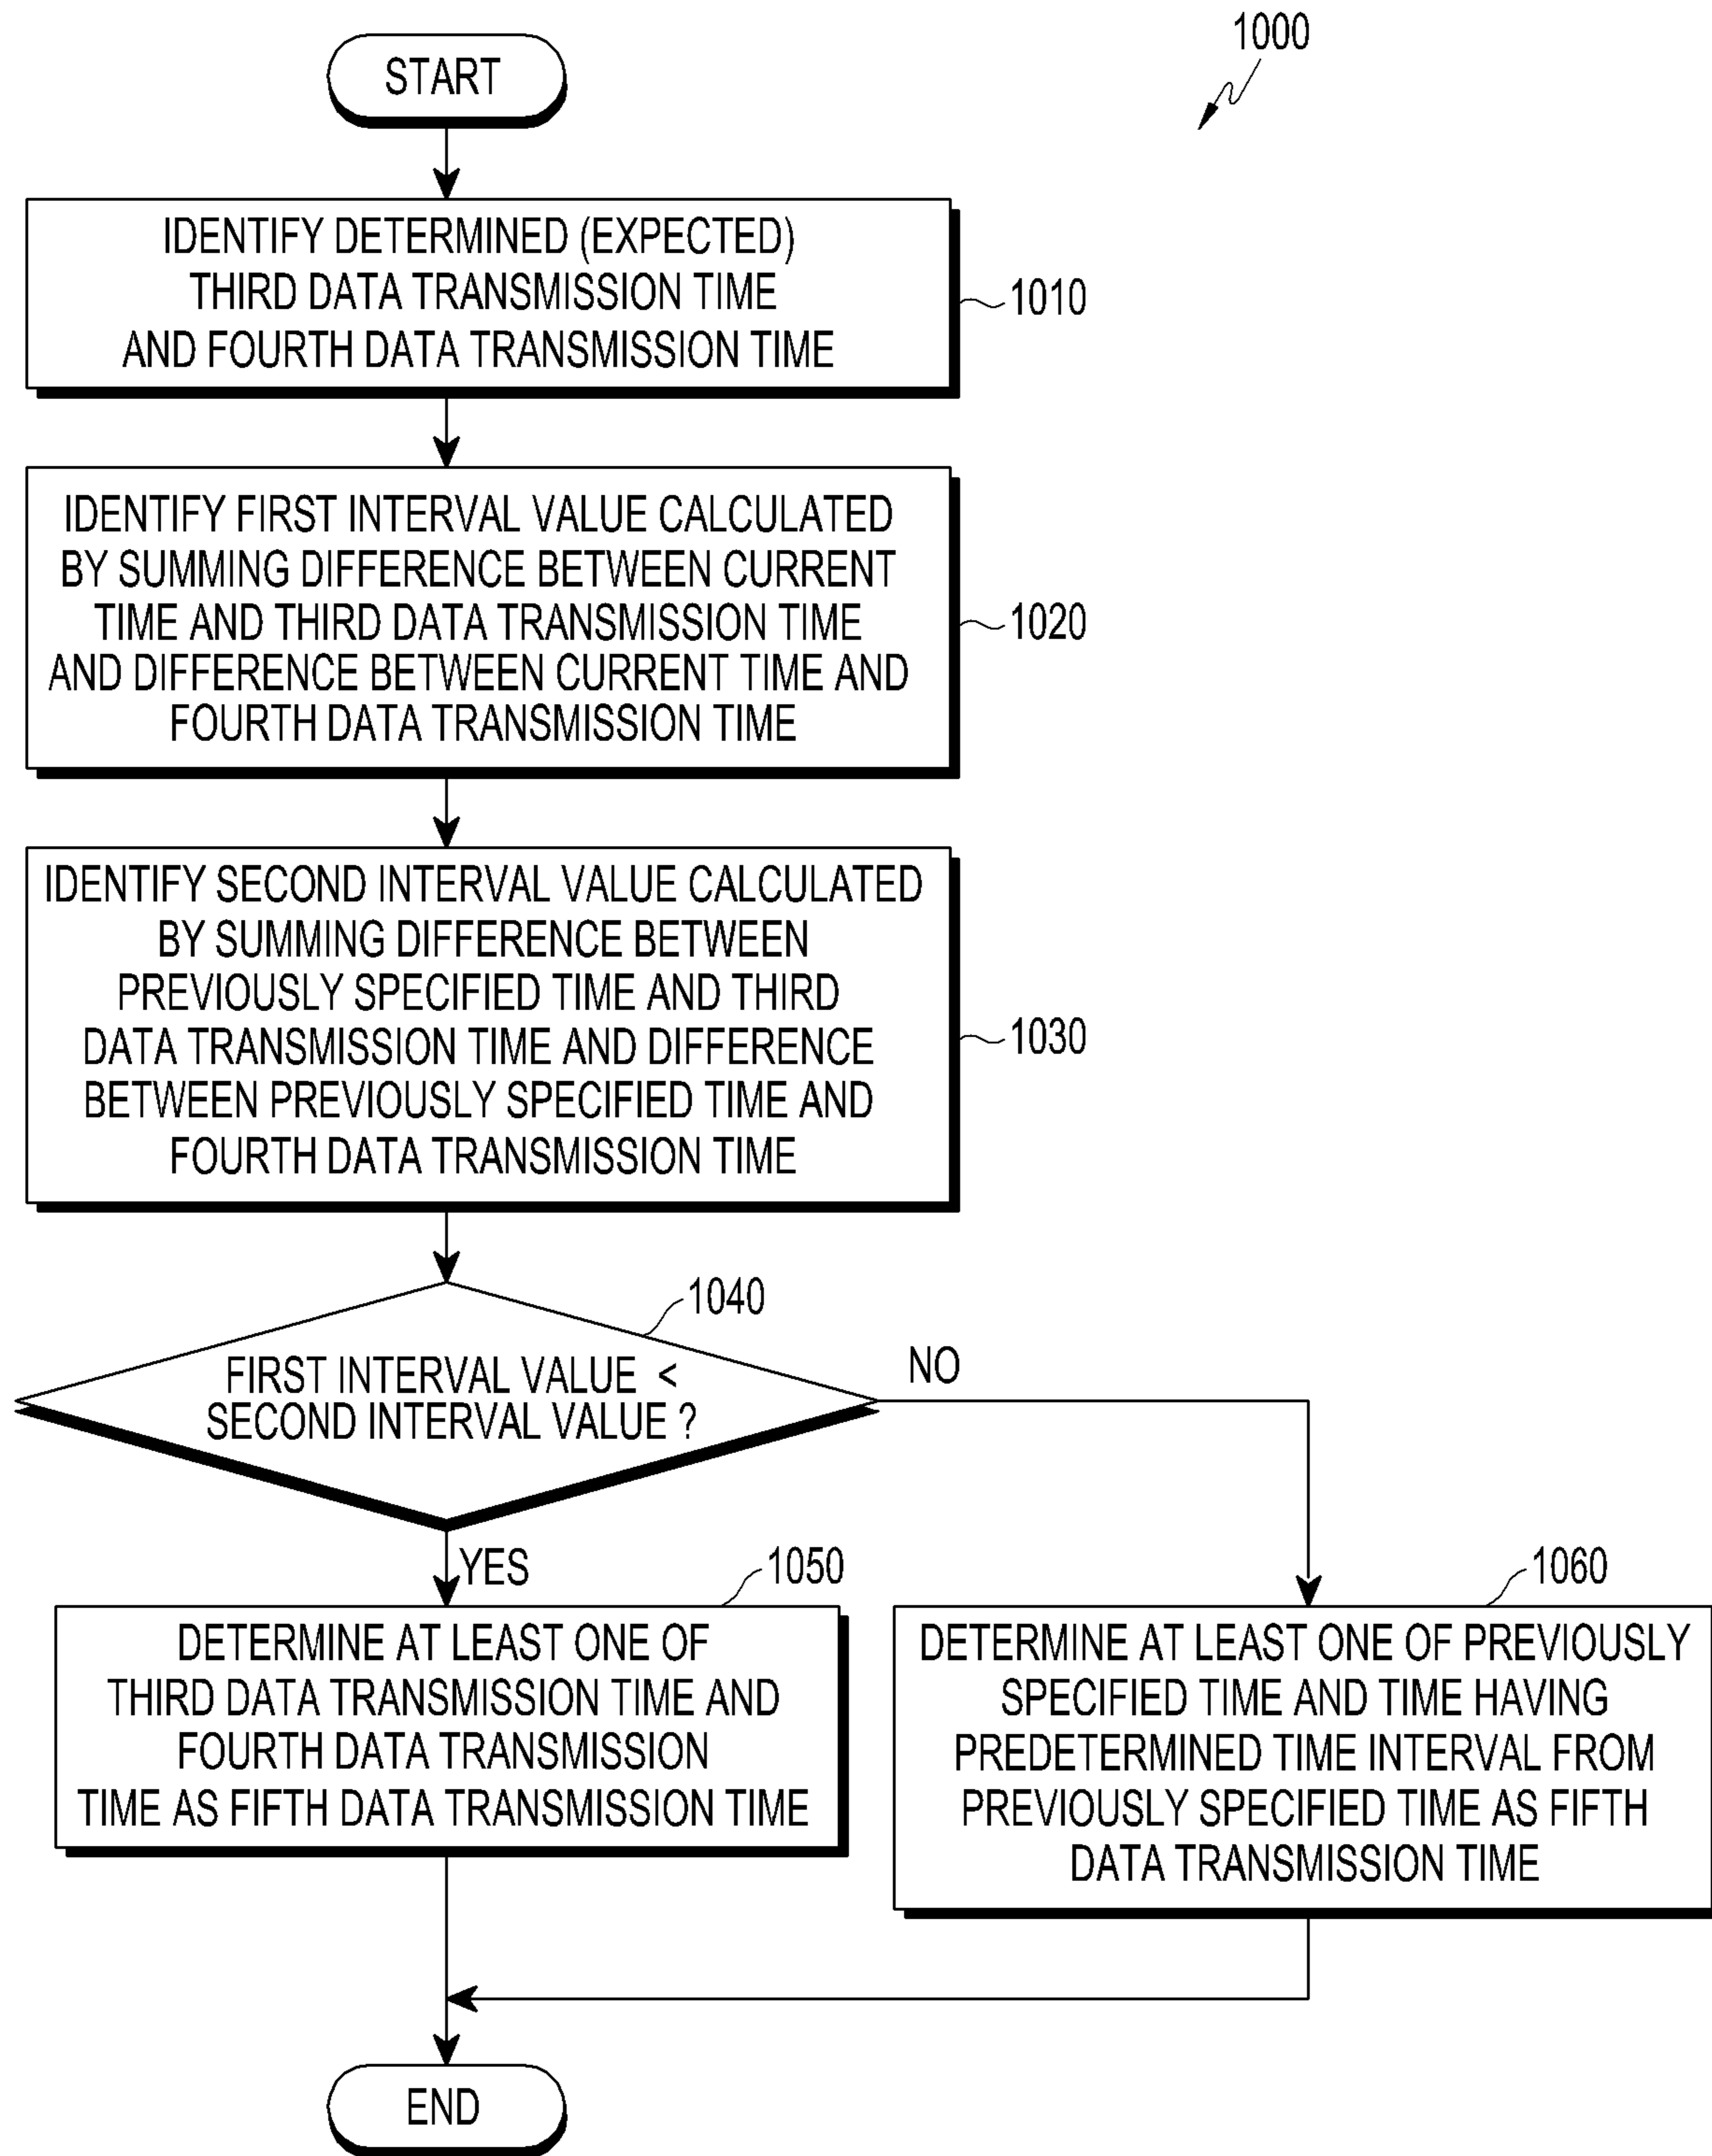 1000
START
IDENTIFY DETERMINED (EXPECTED)
THIRD DATA TRANSMISSION TIME
AND FOURTH DATA TRANSMISSION TIME
1010
IDENTIFY FIRST INTERVAL VALUE CALCULATED
BY SUMMING DIFFERENCE BETWEEN CURRENT
TIME AND THIRD DATA TRANSMISSION TIME
AND DIFFERENCE BETWEEN CURRENT TIME AND
FOURTH DATA TRANSMISSION TIME
1020
IDENTIFY SECOND INTERVAL VALUE CALCULATED
BY SUMMING DIFFERENCE BETWEEN
PREVIOUSLY SPECIFIED TIME AND THIRD
DATA TRANSMISSION TIME AND DIFFERENCE
BETWEEN PREVIOUSLY SPECIFIED TIME AND
FOURTH DATA TRANSMISSION TIME
1030
1040
FIRST INTERVAL VALUE <
SECOND INTERVAL VALUE ?
NO
YES
1050
DETERMINE AT LEAST ONE OF
THIRD DATA TRANSMISSION TIME AND
FOURTH DATA TRANSMISSION
TIME AS FIFTH DATA TRANSMISSION TIME
1060
DETERMINE AT LEAST ONE OF PREVIOUSLY
SPECIFIED TIME AND TIME HAVING
PREDETERMINED TIME INTERVAL FROM
PREVIOUSLY SPECIFIED TIME AS FIFTH
DATA TRANSMISSION TIME
END